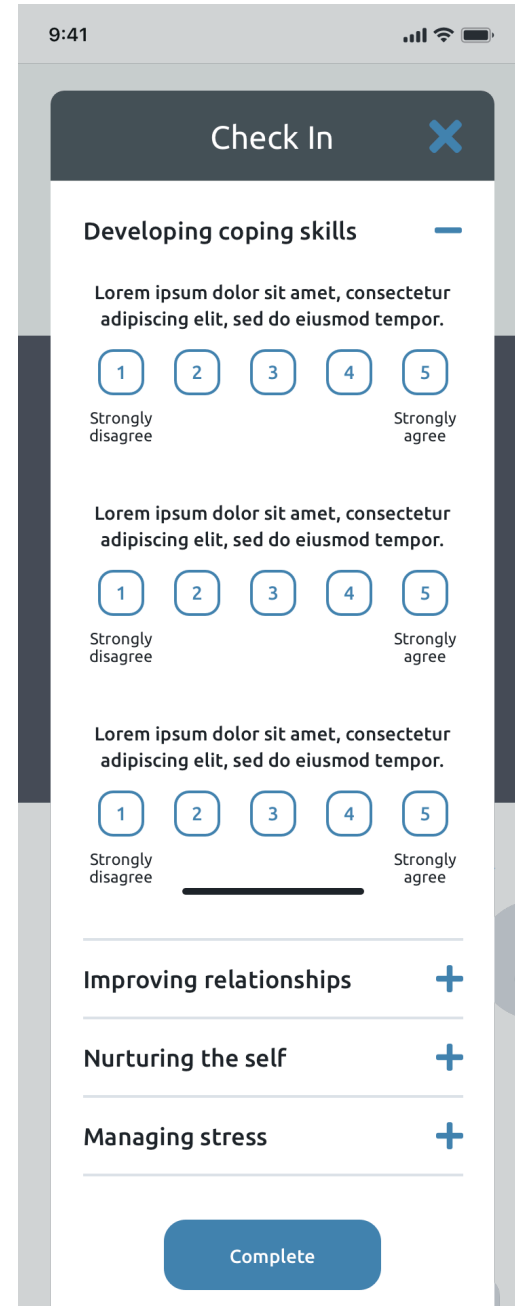 9:41
Check In
Developing coping skills
Lorem ipsum dolor sit amet, consectetur
adipiscing elit, sed do eiusmod tempor.
1 2 3 4 5
Strongly Strongly
disagree agree
Lorem ipsum dolor sit amet, consectetur
adipiscing elit, sed do eiusmod tempor.
1 2 3 4 5
Strongly Strongly
disagree agree
Lorem ipsum dolor sit amet, consectetur
adipiscing elit, sed do eiusmod tempor.
1 2 3 4 5
Strongly Strongly
disagree agree
Improving relationships
Nurturing the self
Managing stress
Complete